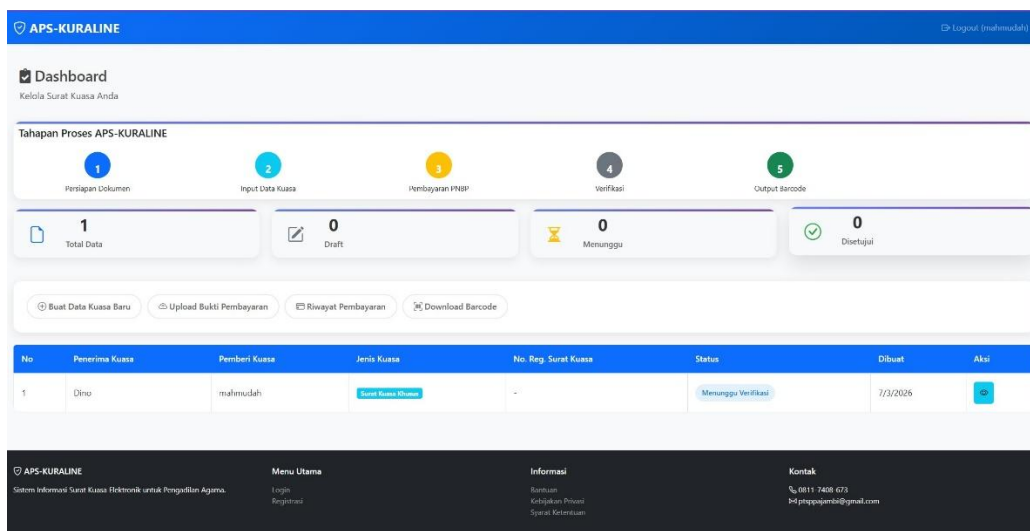 APS-KURALINE
Logout (mahmudah)
Dashboard
Kelola Surat Kuasa Anda
Tahapan Proses APS-KURALINE
1
2
3
4
5
Persiapan Dokumen
Input Data Kuasa
Pembayaran PNBP
Verifikasi
Output Barcode
1
Total Data
0
Draft
0
Menunggu
0
Disetujui
Buat Data Kuasa Baru
Upload Bukti Pembayaran
Riwayat Pembayaran
Download Barcode
No Penerima Kuasa Pemberi Kuasa Jenis Kuasa No. Reg. Surat Kuasa Status Dibuat Aksi
1 Dino mahmudah Surat Kuasa Khusus - Menunggu Verifikasi 7/3/2026
APS-KURALINE
Sistem Informasi Surat Kuasa Elektronik untuk Pengadilan Agama.
Menu Utama
Login
Registrasi
Informasi
Bantuan
Kebijakan Privasi
Syarat Ketentuan
Kontak
0811-7408-673
ptsppajambi@gmail.com